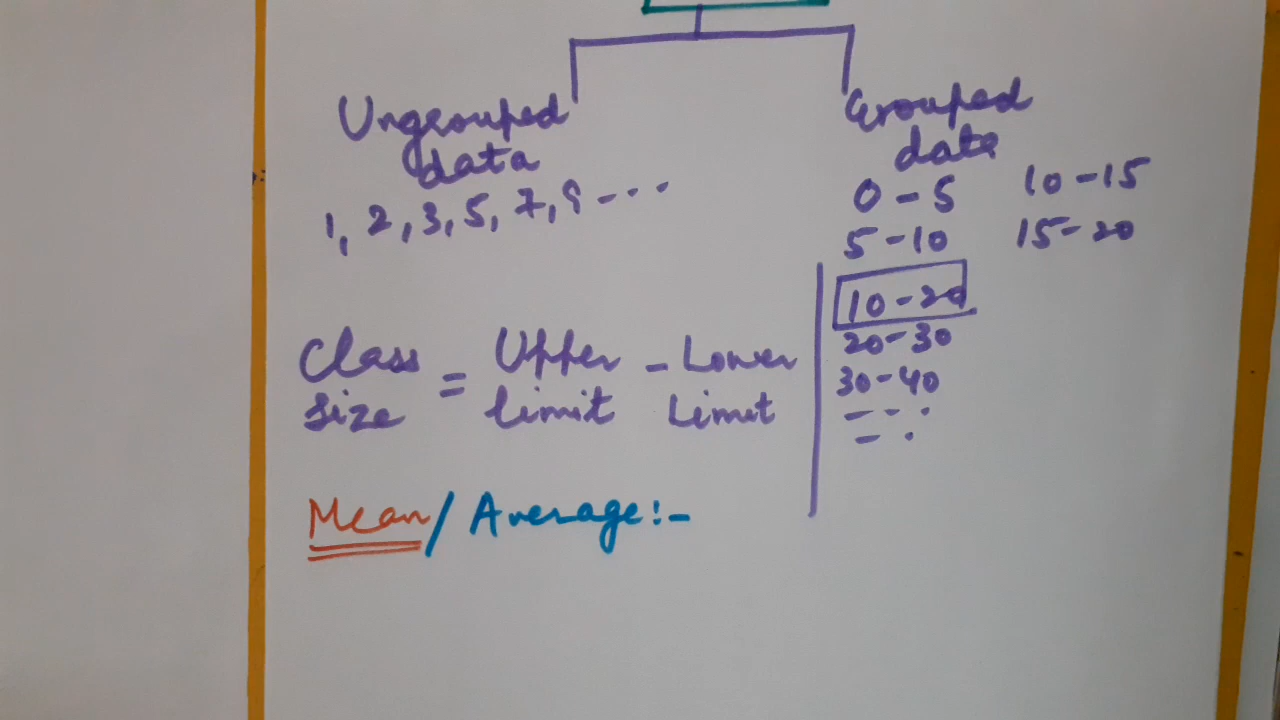 Ungrouped
data
1, 2, 3, 5, 7, 9 - - - 
Grouped
data
0 - 5
10 - 15
5 - 10
15 - 20
10 - 20
20 - 30
30 - 40
- - .
- .
Class size = Upper limit - Lower Limit
Mean / Average :-